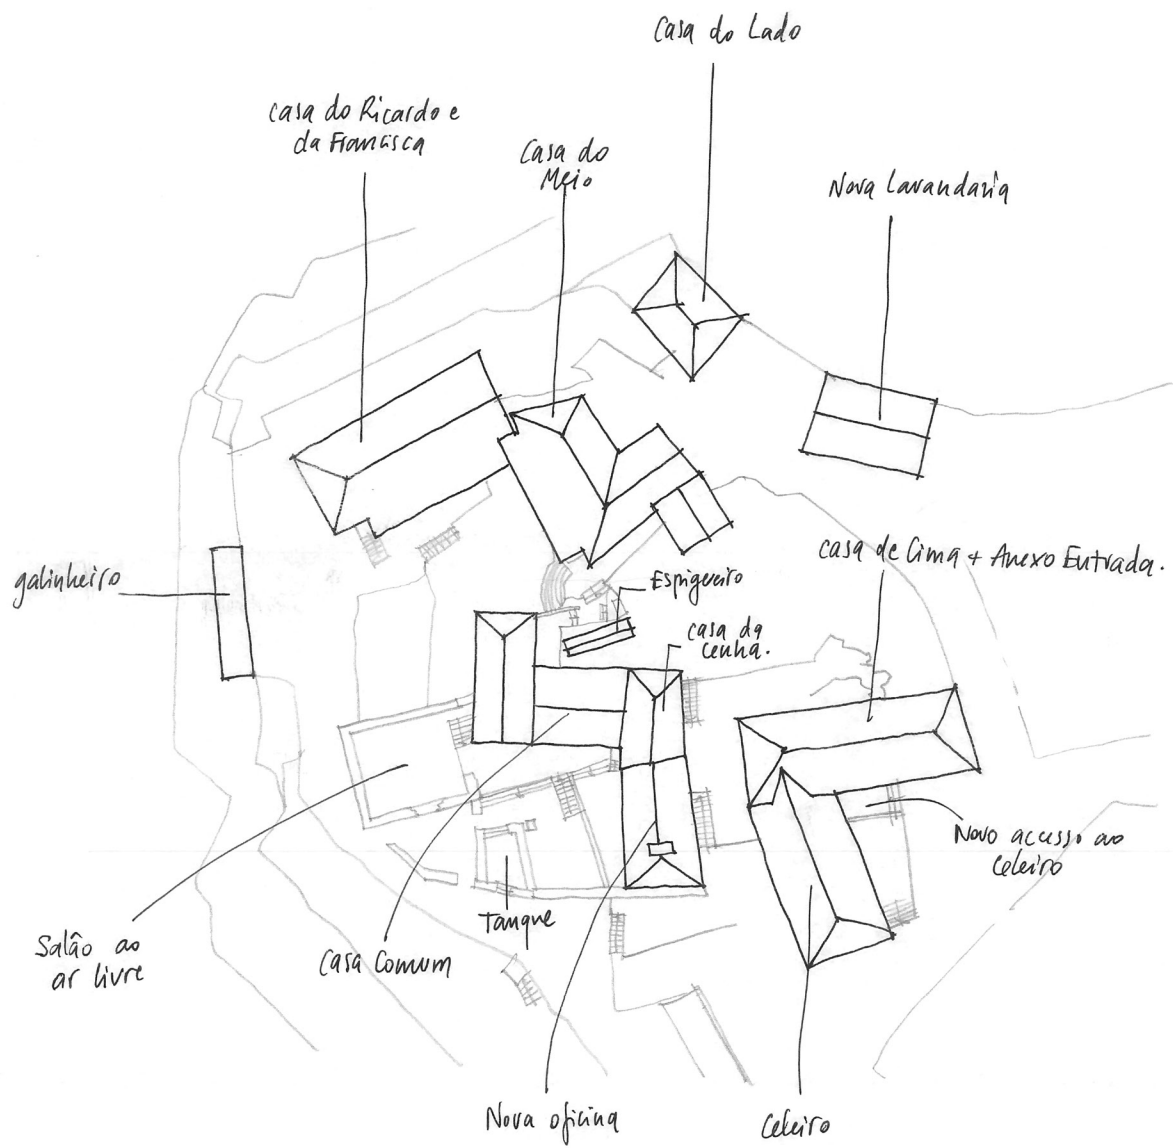 Casa do Lado
casa do Ricardo e
da Francisca
Casa do
Meio
Nova Lavandaria
casa de Cima + Anexo Entrada.
galinheiro
Espigueiro
casa da
Cenha.
Novo acesso ao
Celeiro
Tanque
Salão ao
ar livre
Casa Comum
Nova oficina
Celeiro